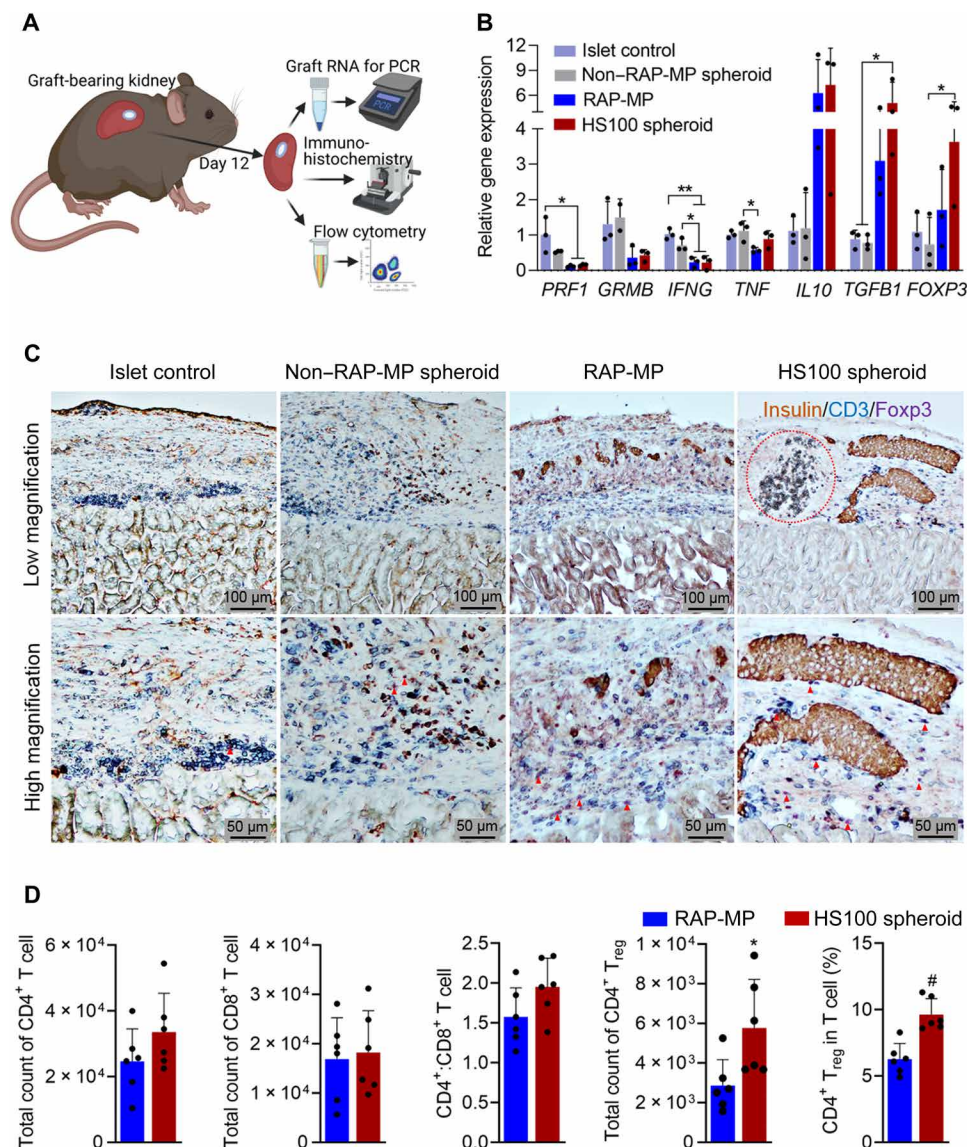 A
Graft-bearing kidney
Day 12
Graft RNA for PCR
PCR
Immuno-
histochemistry
Flow cytometry
B
Relative gene expression
12
9
6
4
3
2
1
0
Islet control
Non–RAP-MP spheroid
RAP-MP
HS100 spheroid
*
**
*
*
*
*
PRF1 GRMB IFNG TNF IL10 TGFB1 FOXP3
C
Islet control Non–RAP-MP spheroid RAP-MP HS100 spheroid
Low magnification
Insulin/CD3/Foxp3
100 µm 100 µm 100 µm 100 µm
High magnification
50 µm 50 µm 50 µm 50 µm
D
RAP-MP HS100 spheroid
Total count of CD4⁺ T cell
6 × 10⁴
4 × 10⁴
2 × 10⁴
0
Total count of CD8⁺ T cell
4 × 10⁴
3 × 10⁴
2 × 10⁴
1 × 10⁴
0
CD4⁺:CD8⁺ T cell
2.5
2.0
1.5
1.0
0.5
0.0
Total count of CD4⁺ Treg
1 × 10⁴
8 × 10³
6 × 10³
4 × 10³
2 × 10³
0
*
CD4⁺ Treg in T cell (%)
15
10
5
0
#